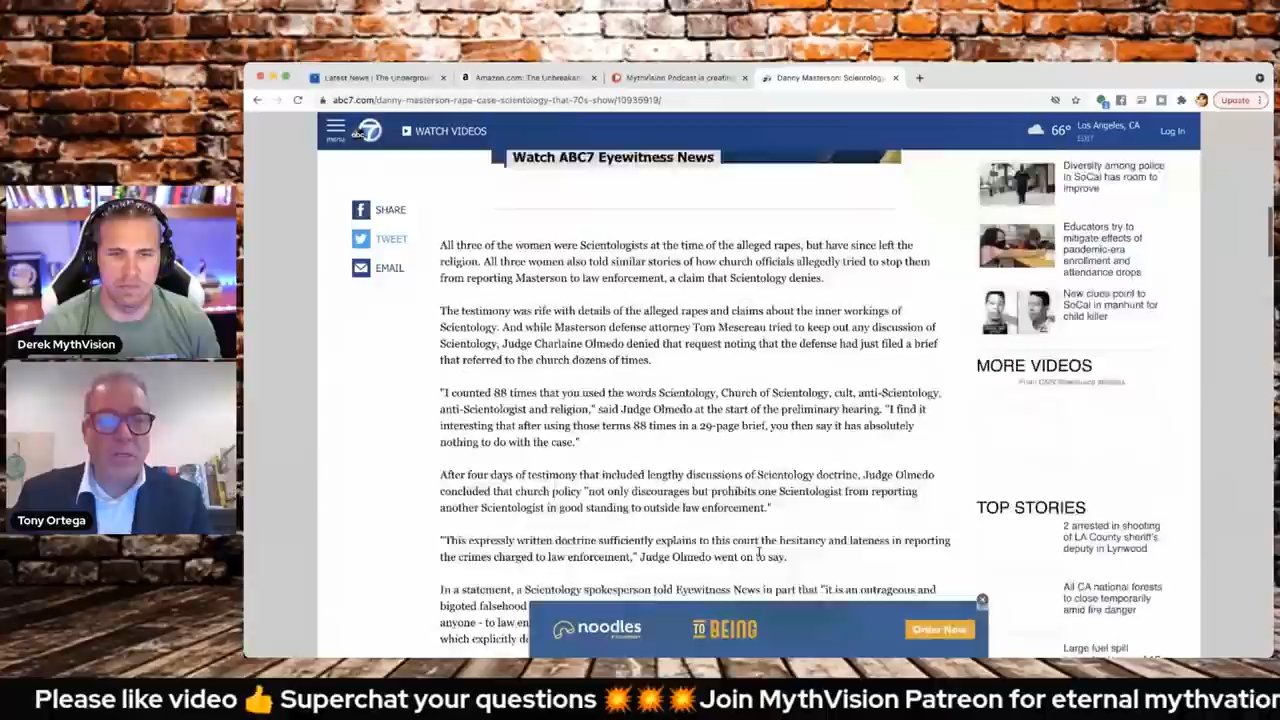 Latest News | The Undergroun
Amazon.com: The Unbreakan
MythVision Podcast is creating
Danny Masterson: Scientology
abc7.com/danny-masterson-rape-case-scientology-that-70s-show/10936919/
Update
menu
abc 7
WATCH VIDEOS
66°
Los Angeles, CA
EDIT
Log In
Watch ABC7 Eyewitness News
SHARE
TWEET
EMAIL
All three of the women were Scientologists at the time of the alleged rapes, but have since left the
religion. All three women also told similar stories of how church officials allegedly tried to stop them
from reporting Masterson to law enforcement, a claim that Scientology denies.
The testimony was rife with details of the alleged rapes and claims about the inner workings of
Scientology. And while Masterson defense attorney Tom Mesereau tried to keep out any discussion of
Scientology, Judge Charlaine Olmedo denied that request noting that the defense had just filed a brief
that referred to the church dozens of times.
"I counted 88 times that you used the words Scientology, Church of Scientology, cult, anti-Scientology,
anti-Scientologist and religion," said Judge Olmedo at the start of the preliminary hearing. "I find it
interesting that after using those terms 88 times in a 29-page brief, you then say it has absolutely
nothing to do with the case."
After four days of testimony that included lengthy discussions of Scientology doctrine, Judge Olmedo
concluded that church policy "not only discourages but prohibits one Scientologist from reporting
another Scientologist in good standing to outside law enforcement."
"This expressly written doctrine sufficiently explains to this court the hesitancy and lateness in reporting
the crimes charged to law enforcement," Judge Olmedo went on to say.
In a statement, a Scientology spokesperson told Eyewitness News in part that "it is an outrageous and
bigoted falsehood
anyone - to law en
which explicitly de
Diversity among police
in SoCal has room to
improve
Educators try to
mitigate effects of
pandemic-era
enrollment and
attendance drops
New clues point to
SoCal in manhunt for
child killer
MORE VIDEOS
From CNN Newsource affiliates
TOP STORIES
2 arrested in shooting
of LA County sheriff's
deputy in Lynwood
All CA national forests
to close temporarily
amid fire danger
Large fuel spill
noodles
TO BEING
Order Now
Derek MythVision
Tony Ortega
Please like video 👍 Superchat your questions 💥💥💥Join MythVision Patreon for eternal mythvation